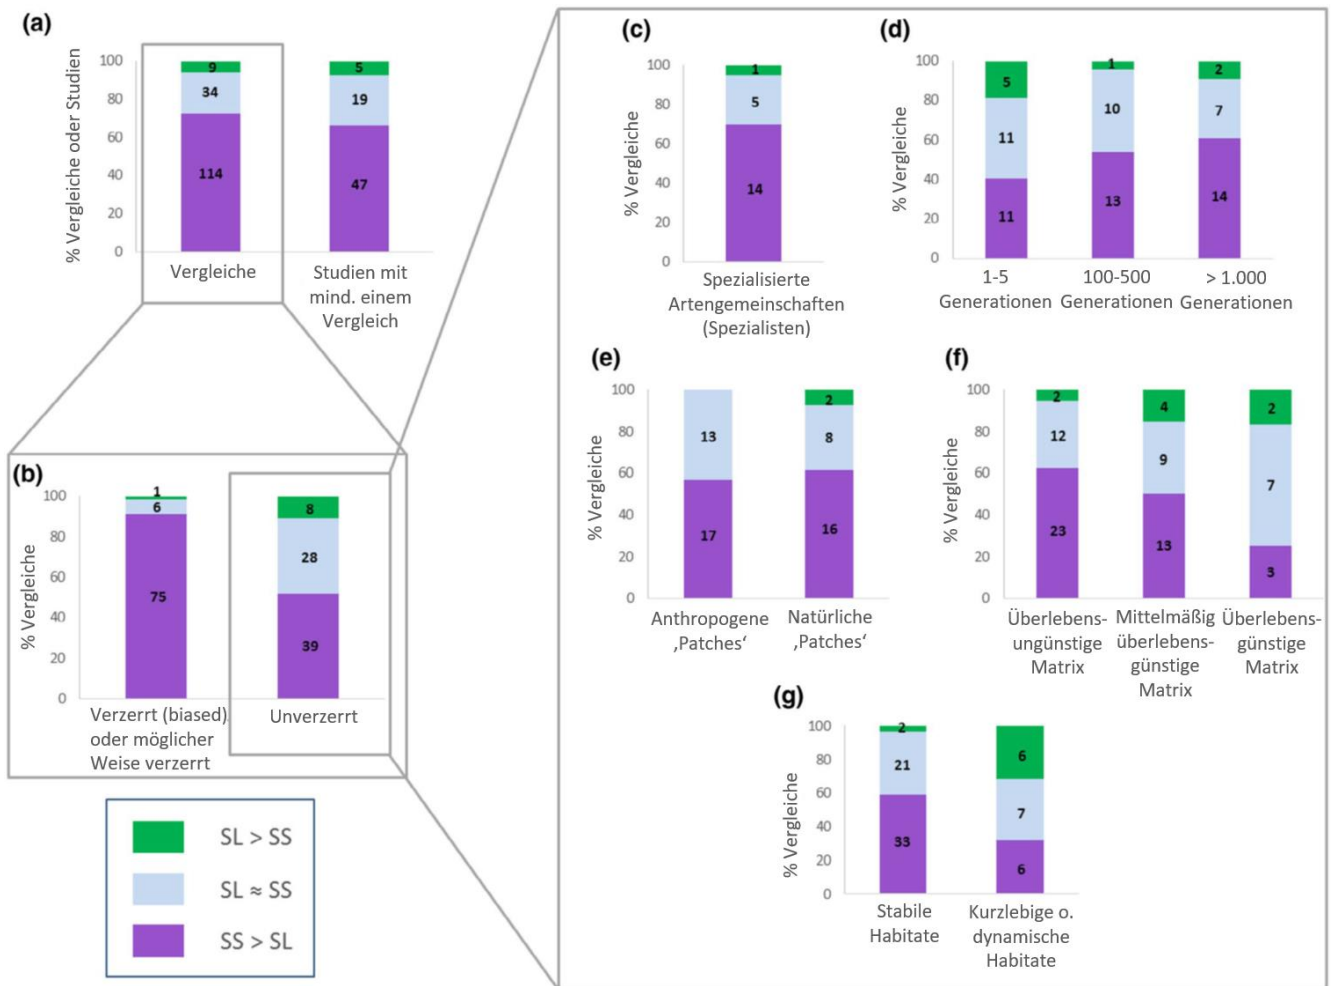 (a)
% Vergleiche oder Studien
100
80
60
40
20
0
9
34
114
5
19
47
Vergleiche
Studien mit
mind. einem
Vergleich
(b)
% Vergleiche
100
80
60
40
20
0
1
6
75
8
28
39
Verzerrt (biased)
oder möglicher
Weise verzerrt
Unverzerrt
SL > SS
SL ≈ SS
SS > SL
(c)
% Vergleiche
100
80
60
40
20
0
1
5
14
Spezialisierte
Artengemeinschaften
(Spezialisten)
(d)
% Vergleiche
100
80
60
40
20
0
5
11
11
1
10
13
2
7
14
1-5
Generationen
100-500
Generationen
> 1.000
Generationen
(e)
% Vergleiche
100
80
60
40
20
0
13
17
2
8
16
Anthropogene
‚Patches‘
Natürliche
‚Patches‘
(f)
% Vergleiche
100
80
60
40
20
0
2
12
23
4
9
13
2
7
3
Überlebens-
ungünstige
Matrix
Mittelmäßig
überlebens-
günstige
Matrix
Überlebens-
günstige
Matrix
(g)
% Vergleiche
100
80
60
40
20
0
2
21
33
6
7
6
Stabile
Habitate
Kurzlebige o.
dynamische
Habitate